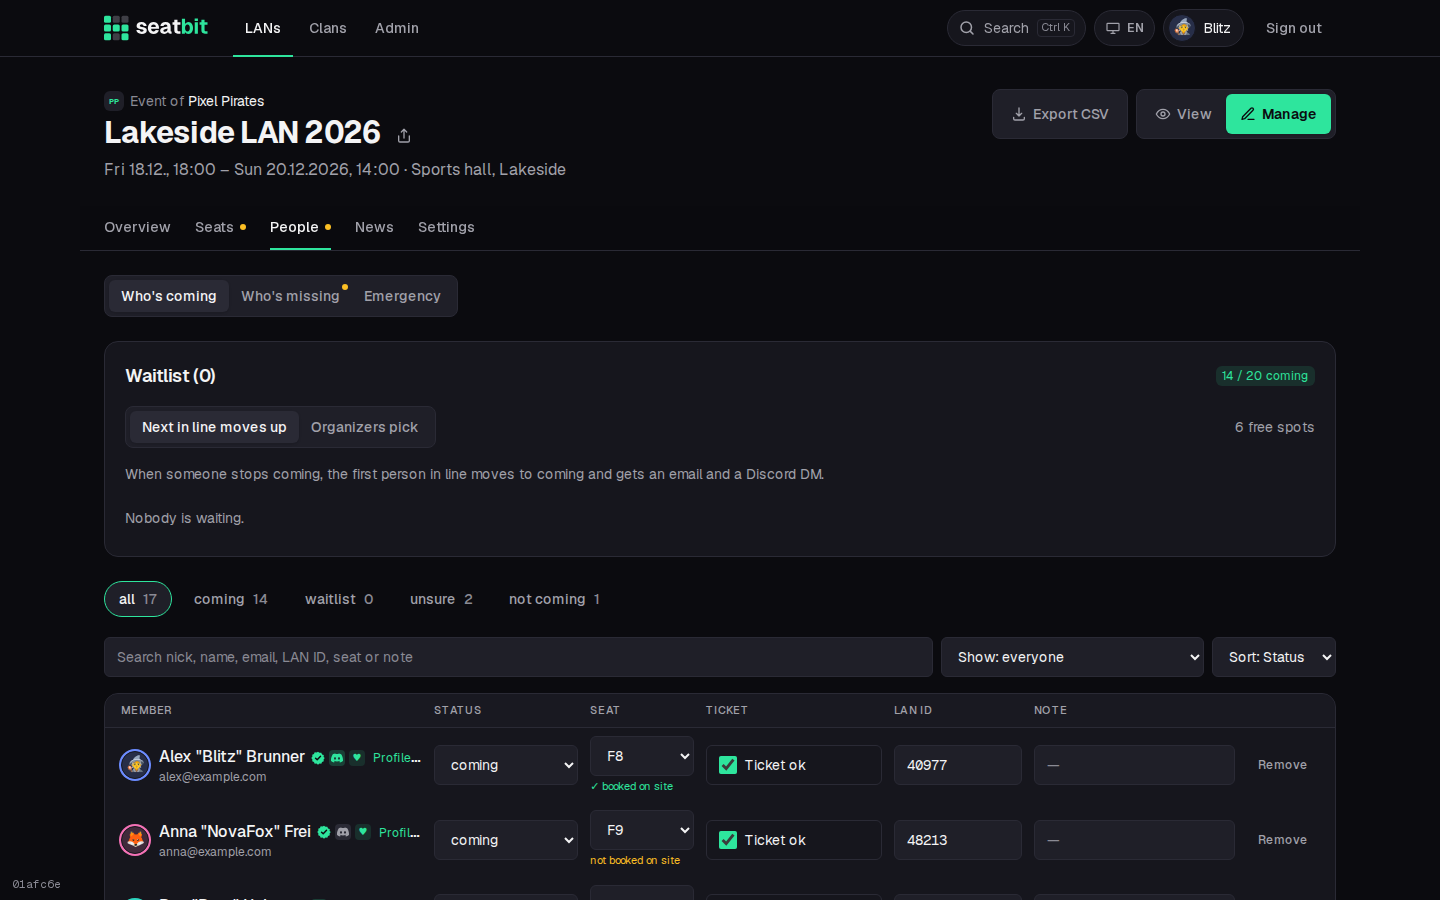 seatbit LANs Clans Admin Search Ctrl K EN Blitz Sign out
PP Event of Pixel Pirates
Lakeside LAN 2026
Export CSV View Manage
Fri 18.12., 18:00 – Sun 20.12.2026, 14:00 · Sports hall, Lakeside
Overview Seats People News Settings
Who's coming Who's missing Emergency
Waitlist (0) 14 / 20 coming
Next in line moves up Organizers pick 6 free spots
When someone stops coming, the first person in line moves to coming and gets an email and a Discord DM.
Nobody is waiting.
all 17 coming 14 waitlist 0 unsure 2 not coming 1
Search nick, name, email, LAN ID, seat or note Show: everyone Sort: Status
MEMBER STATUS SEAT TICKET LAN ID NOTE
Alex "Blitz" Brunner Profile… coming F8 Ticket ok 40977 — Remove
alex@example.com ✓ booked on site
Anna "NovaFox" Frei Profil… coming F9 Ticket ok 48213 — Remove
anna@example.com not booked on site
01afc6e